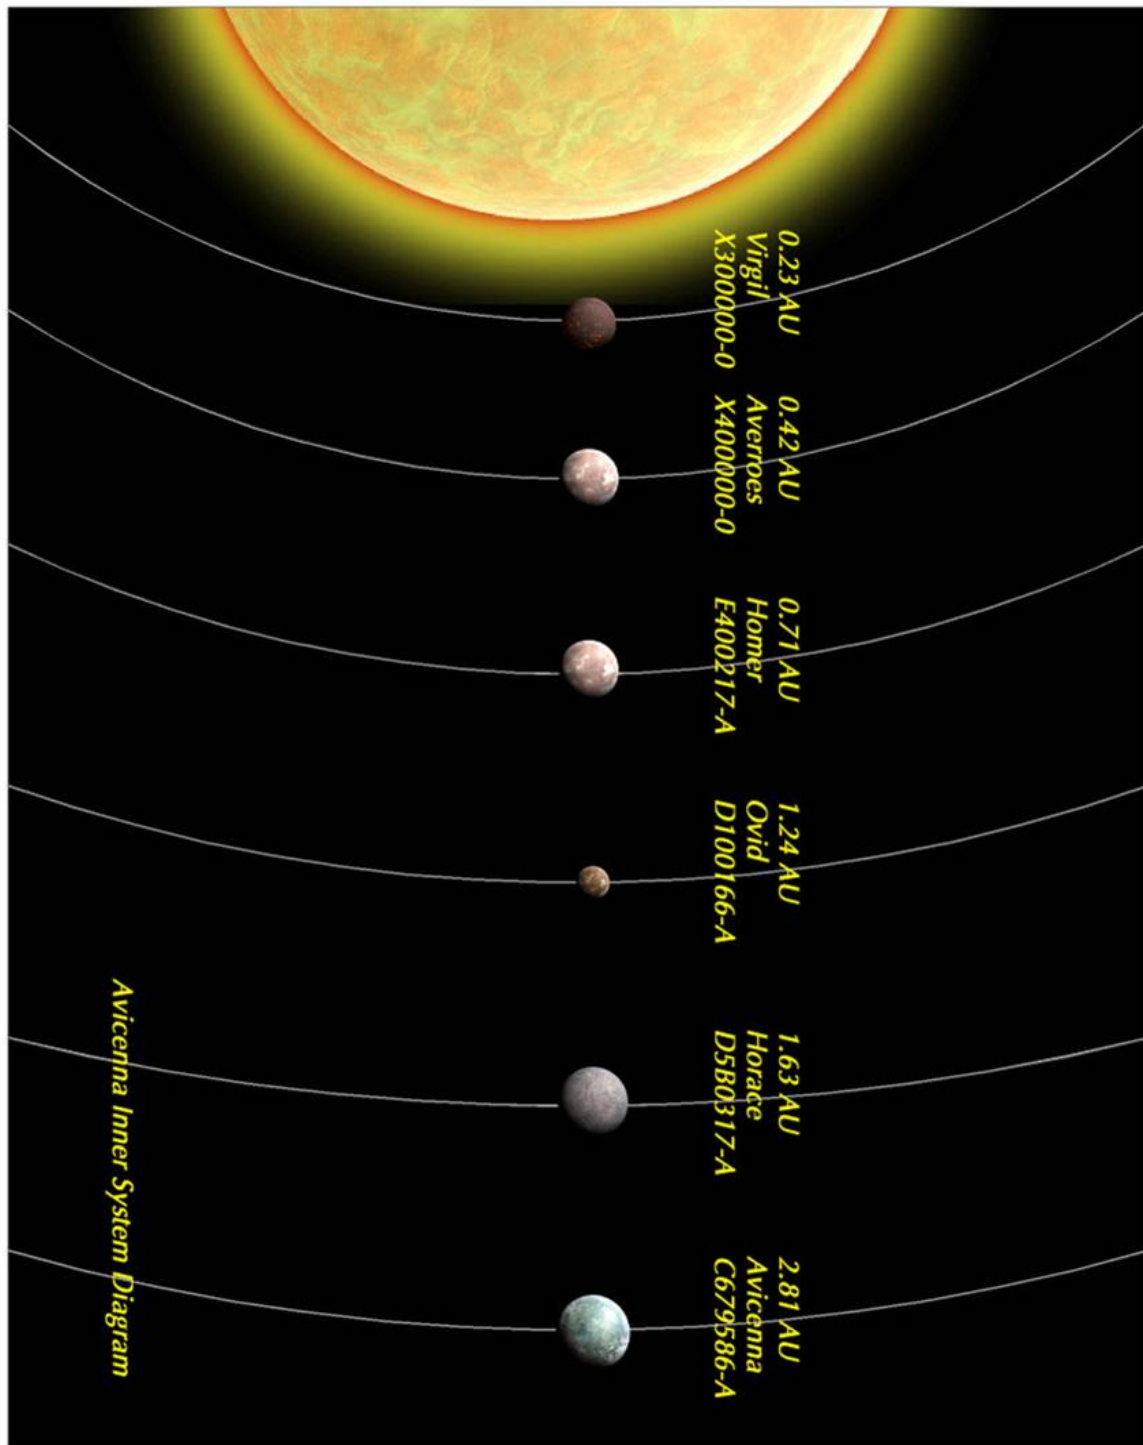 0.23 AU
Virgil
X300000-0
0.42 AU
Averroes
X400000-0
0.71 AU
Homer
E400217-A
1.24 AU
Ovid
D100166-A
1.63 AU
Horace
D5B0317-A
2.81 AU
Avicenna
C679586-A
Avicenna Inner System Diagram